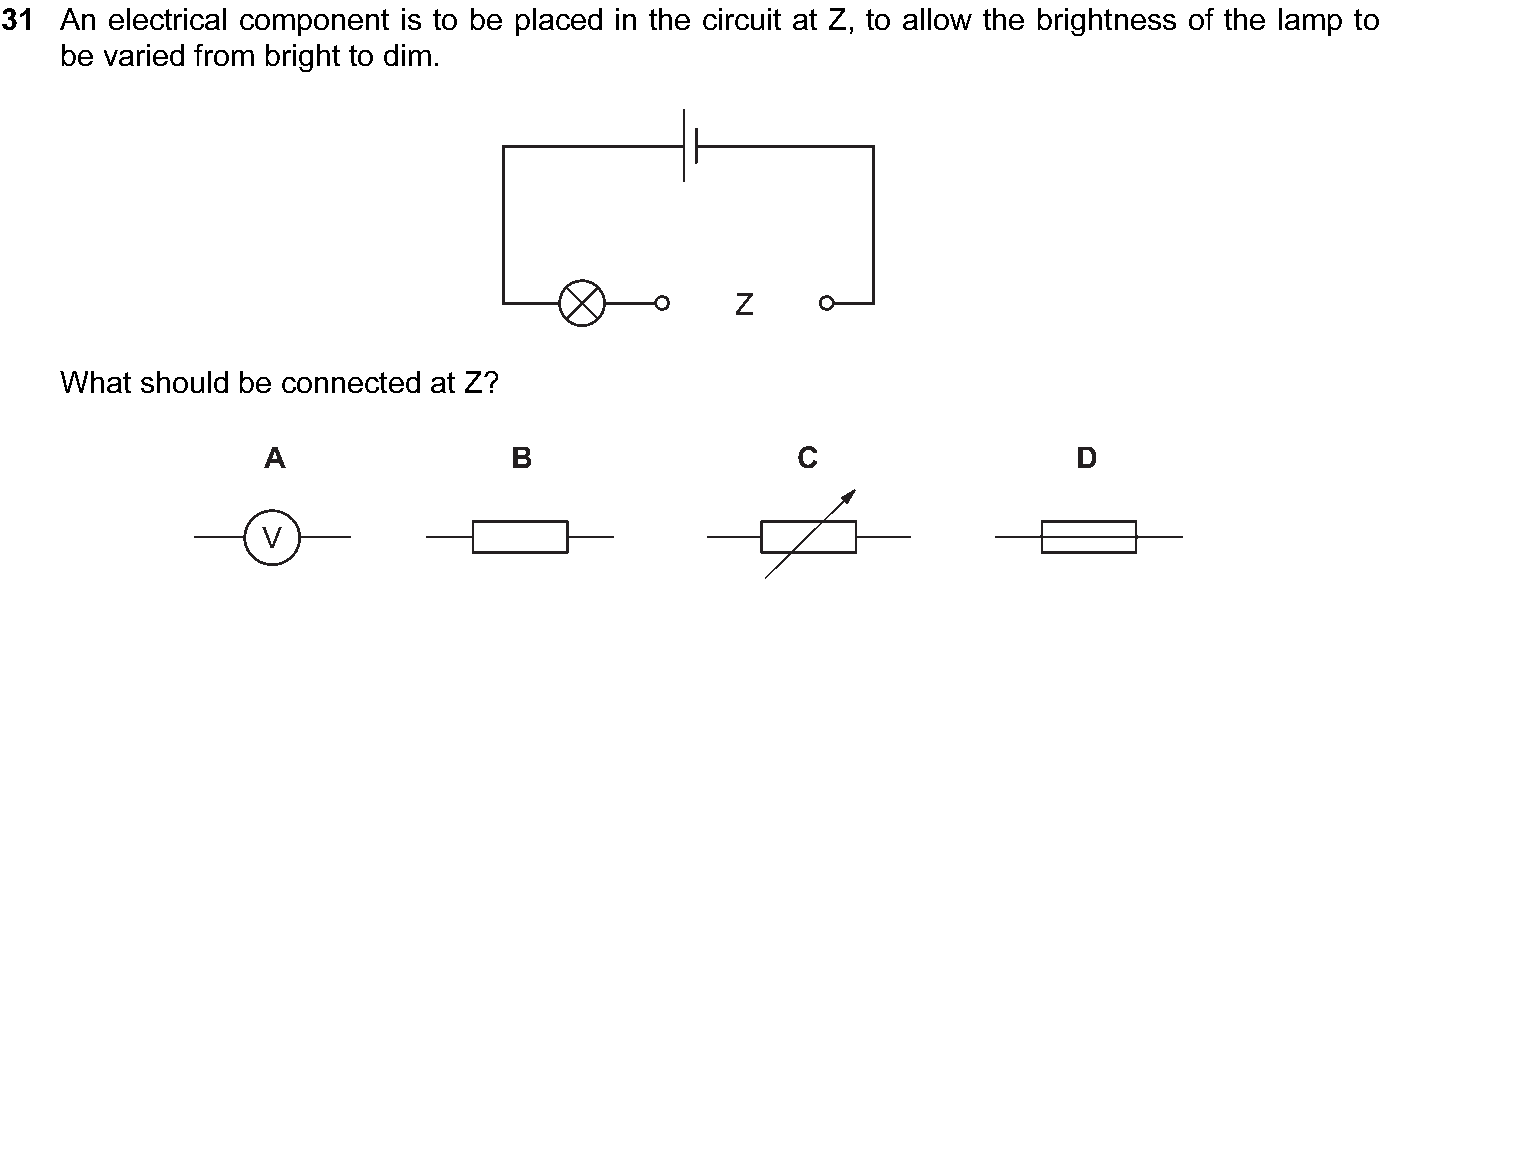 31 An electrical component is to be placed in the circuit at Z, to allow the brightness of the lamp to
be varied from bright to dim.
Z
What should be connected at Z?
A B C D
V